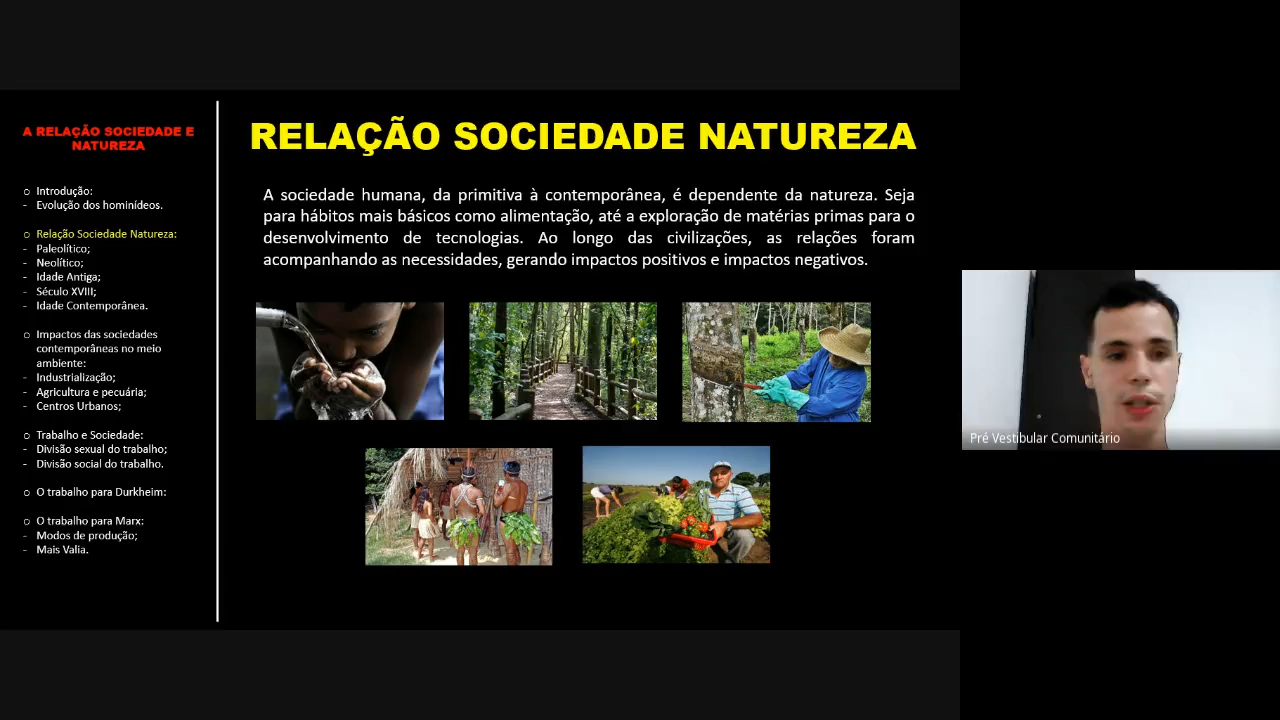 A RELAÇÃO SOCIEDADE E
NATUREZA
o Introdução:
- Evolução dos hominídeos.
o Relação Sociedade Natureza:
- Paleolítico;
- Neolítico;
- Idade Antiga;
- Século XVIII;
- Idade Contemporânea.
o Impactos das sociedades
contemporâneas no meio
ambiente:
- Industrialização;
- Agricultura e pecuária;
- Centros Urbanos;
o Trabalho e Sociedade:
- Divisão sexual do trabalho;
- Divisão social do trabalho.
o O trabalho para Durkheim:
o O trabalho para Marx:
- Modos de produção;
- Mais Valia.
RELAÇÃO SOCIEDADE NATUREZA
A sociedade humana, da primitiva à contemporânea, é dependente da natureza. Seja
para hábitos mais básicos como alimentação, até a exploração de matérias primas para o
desenvolvimento de tecnologias. Ao longo das civilizações, as relações foram
acompanhando as necessidades, gerando impactos positivos e impactos negativos.
Pré Vestibular Comunitário